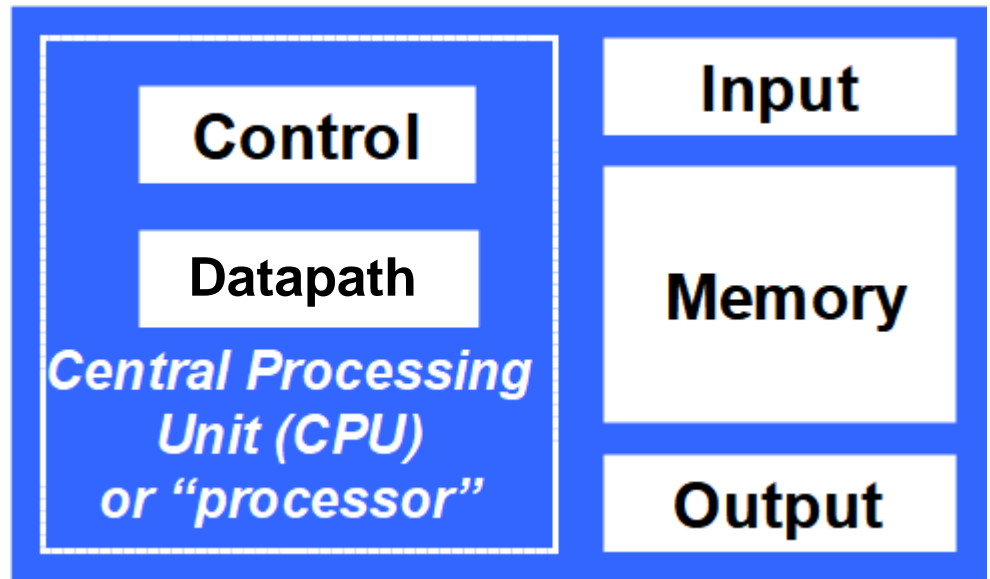 Control
Datapath
Central Processing
Unit (CPU)
or “processor”
Input
Memory
Output